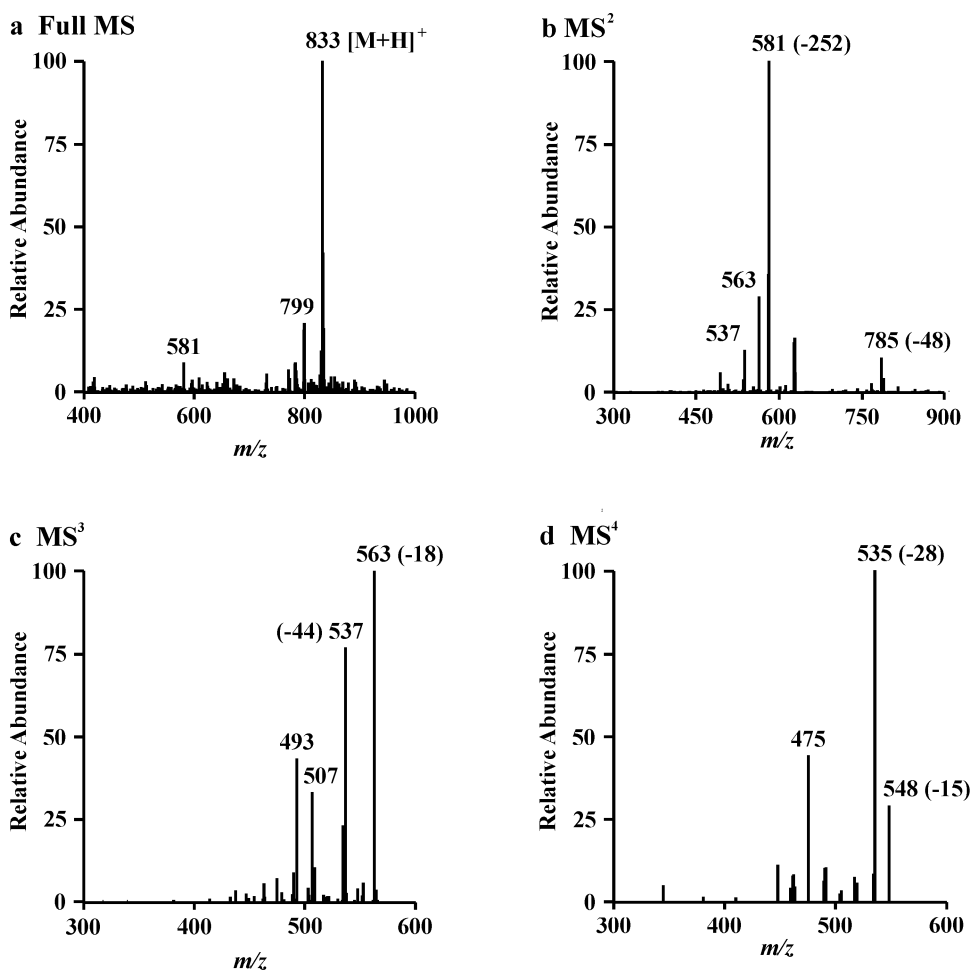 a Full MS
833 [M+H]⁺
100
75
50
25
0
Relative Abundance
799
581
400 600 800 1000
m/z
b MS²
581 (-252)
100
75
50
25
0
Relative Abundance
563
537
785 (-48)
300 450 600 750 900
m/z
c MS³
563 (-18)
100
75
50
25
0
Relative Abundance
(-44) 537
493
507
300 400 500 600
m/z
d MS⁴
535 (-28)
100
75
50
25
0
Relative Abundance
475
548 (-15)
300 400 500 600
m/z